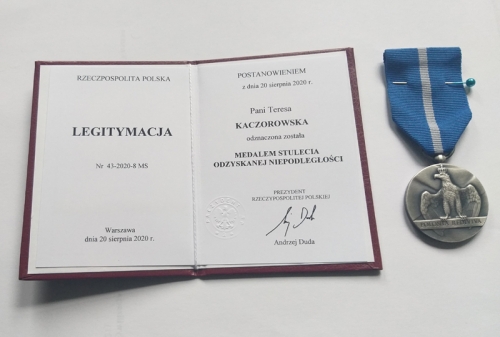 RZECZPOSPOLITA POLSKA
LEGITYMACJA
Nr 43-2020-8 MS
Warszawa
dnia 20 sierpnia 2020 r.
POSTANOWIENIEM
z dnia 20 sierpnia 2020 r.
Pani Teresa
KACZOROWSKA
odznaczona została
MEDALEM STULECIA
ODZYSKANEJ NIEPODLEGŁOŚCI
PREZYDENT
RZECZYPOSPOLITEJ POLSKIEJ
Andrzej Duda